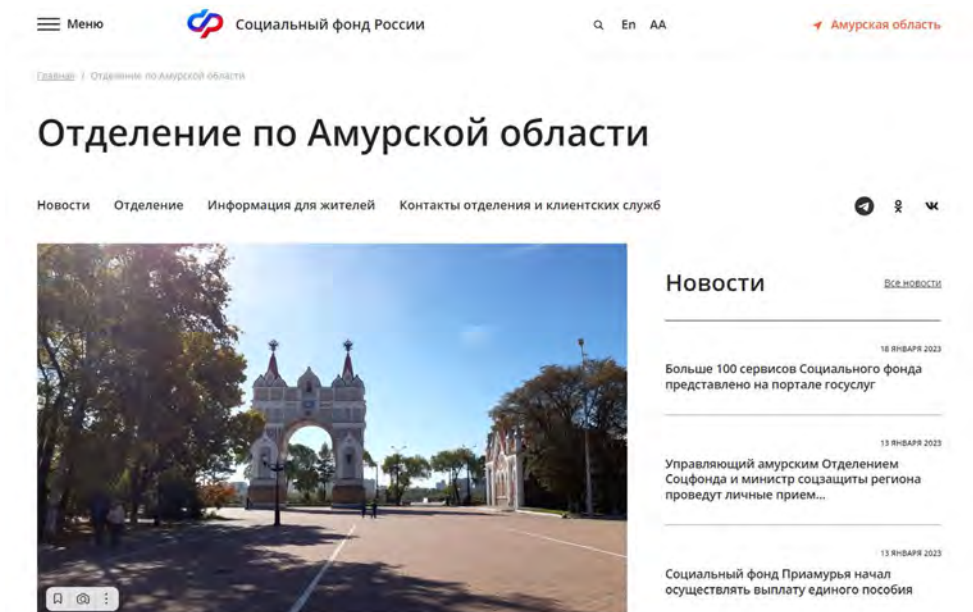 Меню
Социальный фонд России
En АА
Амурская область
Главная / Отделение по Амурской области
Отделение по Амурской области
Новости Отделение Информация для жителей Контакты отделения и клиентских служб
Новости
Все новости
18 ЯНВАРЯ 2023
Больше 100 сервисов Социального фонда
представлено на портале госуслуг
13 ЯНВАРЯ 2023
Управляющий амурским Отделением
Соцфонда и министр соцзащиты региона
проведут личные прием...
13 ЯНВАРЯ 2023
Социальный фонд Приамурья начал
осуществлять выплату единого пособия